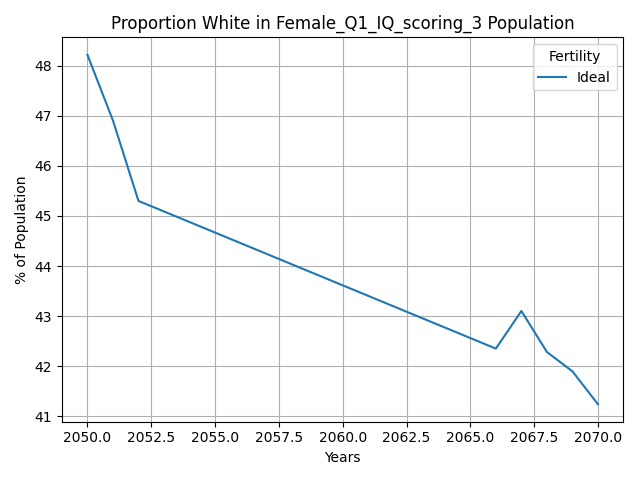 Proportion White in Female_Q1_IQ_scoring_3 Population
Fertility
Ideal
48
47
46
45
44
43
42
41
% of Population
2050.0 2052.5 2055.0 2057.5 2060.0 2062.5 2065.0 2067.5 2070.0
Years